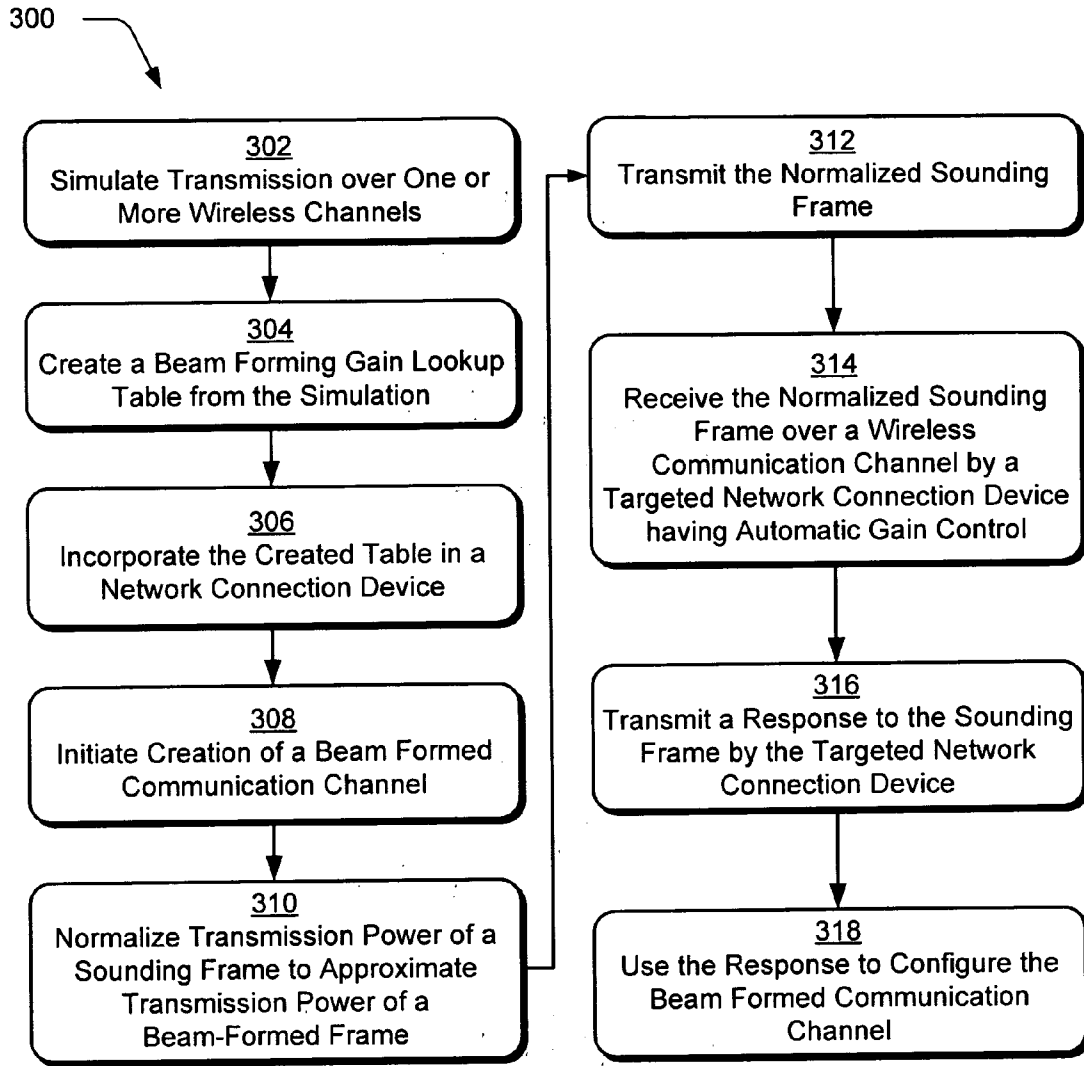 300
302
Simulate Transmission over One or
More Wireless Channels
304
Create a Beam Forming Gain Lookup
Table from the Simulation
306
Incorporate the Created Table in a
Network Connection Device
308
Initiate Creation of a Beam Formed
Communication Channel
310
Normalize Transmission Power of a
Sounding Frame to Approximate
Transmission Power of a
Beam-Formed Frame
312
Transmit the Normalized Sounding
Frame
314
Receive the Normalized Sounding
Frame over a Wireless
Communication Channel by a
Targeted Network Connection Device
having Automatic Gain Control
316
Transmit a Response to the Sounding
Frame by the Targeted Network
Connection Device
318
Use the Response to Configure the
Beam Formed Communication
Channel